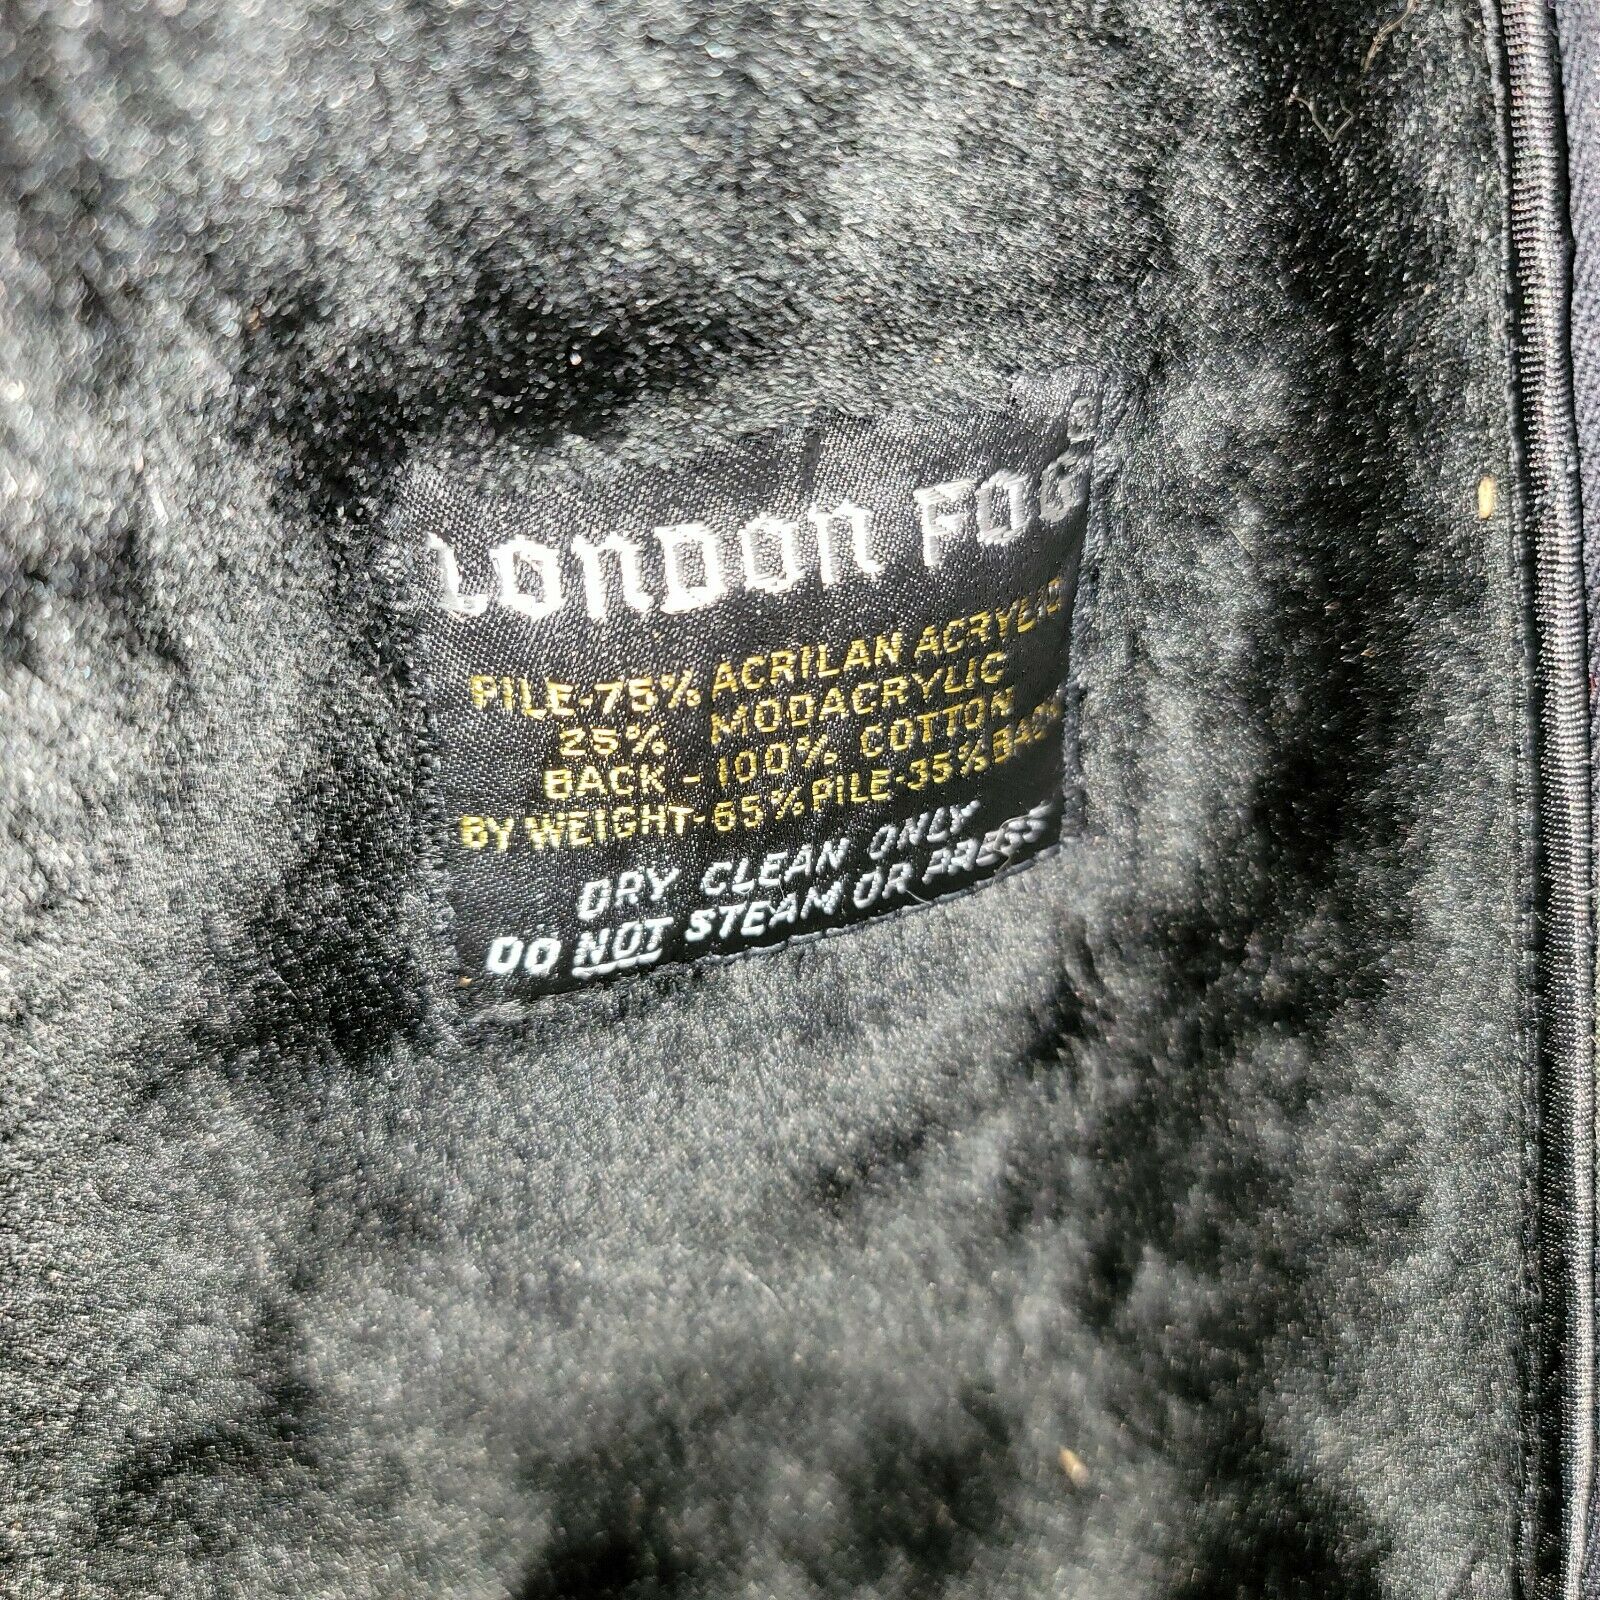 LONDON FOG
PILE-75% ACRILAN ACRYLIC
25% MODACRYLIC
BACK - 100% COTTON
BY WEIGHT-65% PILE-35% BACK
DRY CLEAN ONLY
DO NOT STEAM OR PRESS